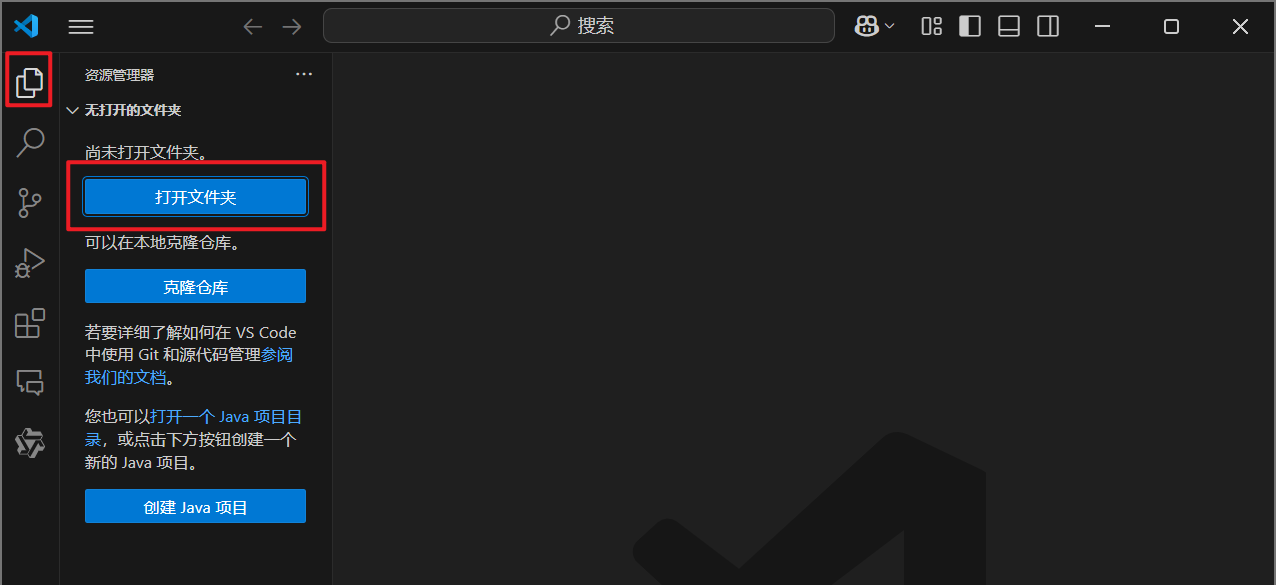 搜索
资源管理器
无打开的文件夹
尚未打开文件夹。
打开文件夹
可以在本地克隆仓库。
克隆仓库
若要详细了解如何在 VS Code
中使用 Git 和源代码管理参阅
我们的文档。
您也可以打开一个 Java 项目目
录，或点击下方按钮创建一个
新的 Java 项目。
创建 Java 项目